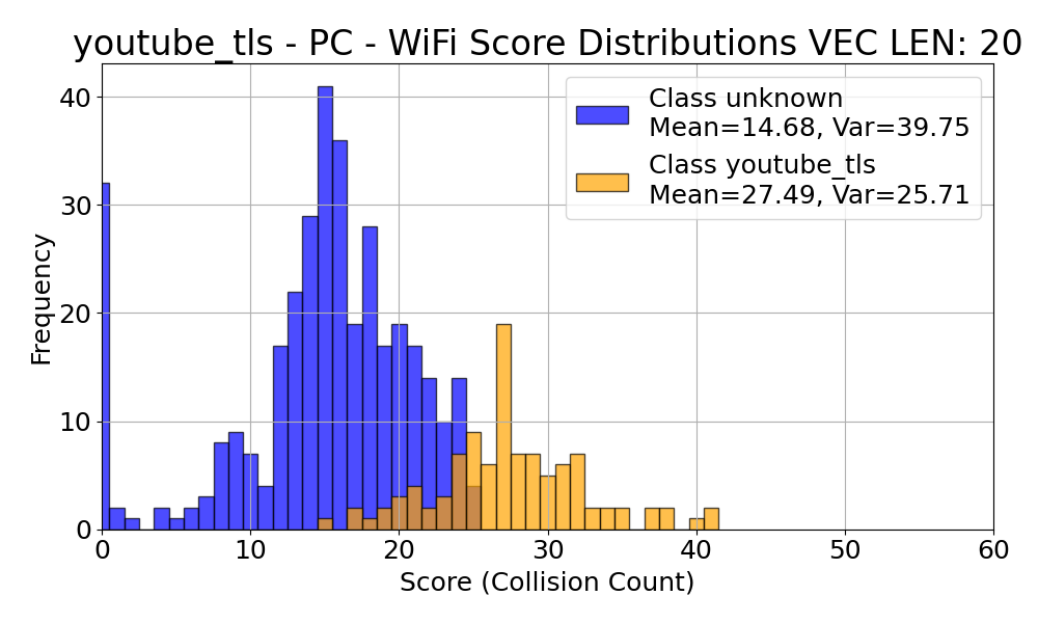 youtube_tls - PC - WiFi Score Distributions VEC LEN: 20
Class unknown
Mean=14.68, Var=39.75
Class youtube_tls
Mean=27.49, Var=25.71
Frequency
40
30
20
10
0
0 10 20 30 40 50 60
Score (Collision Count)